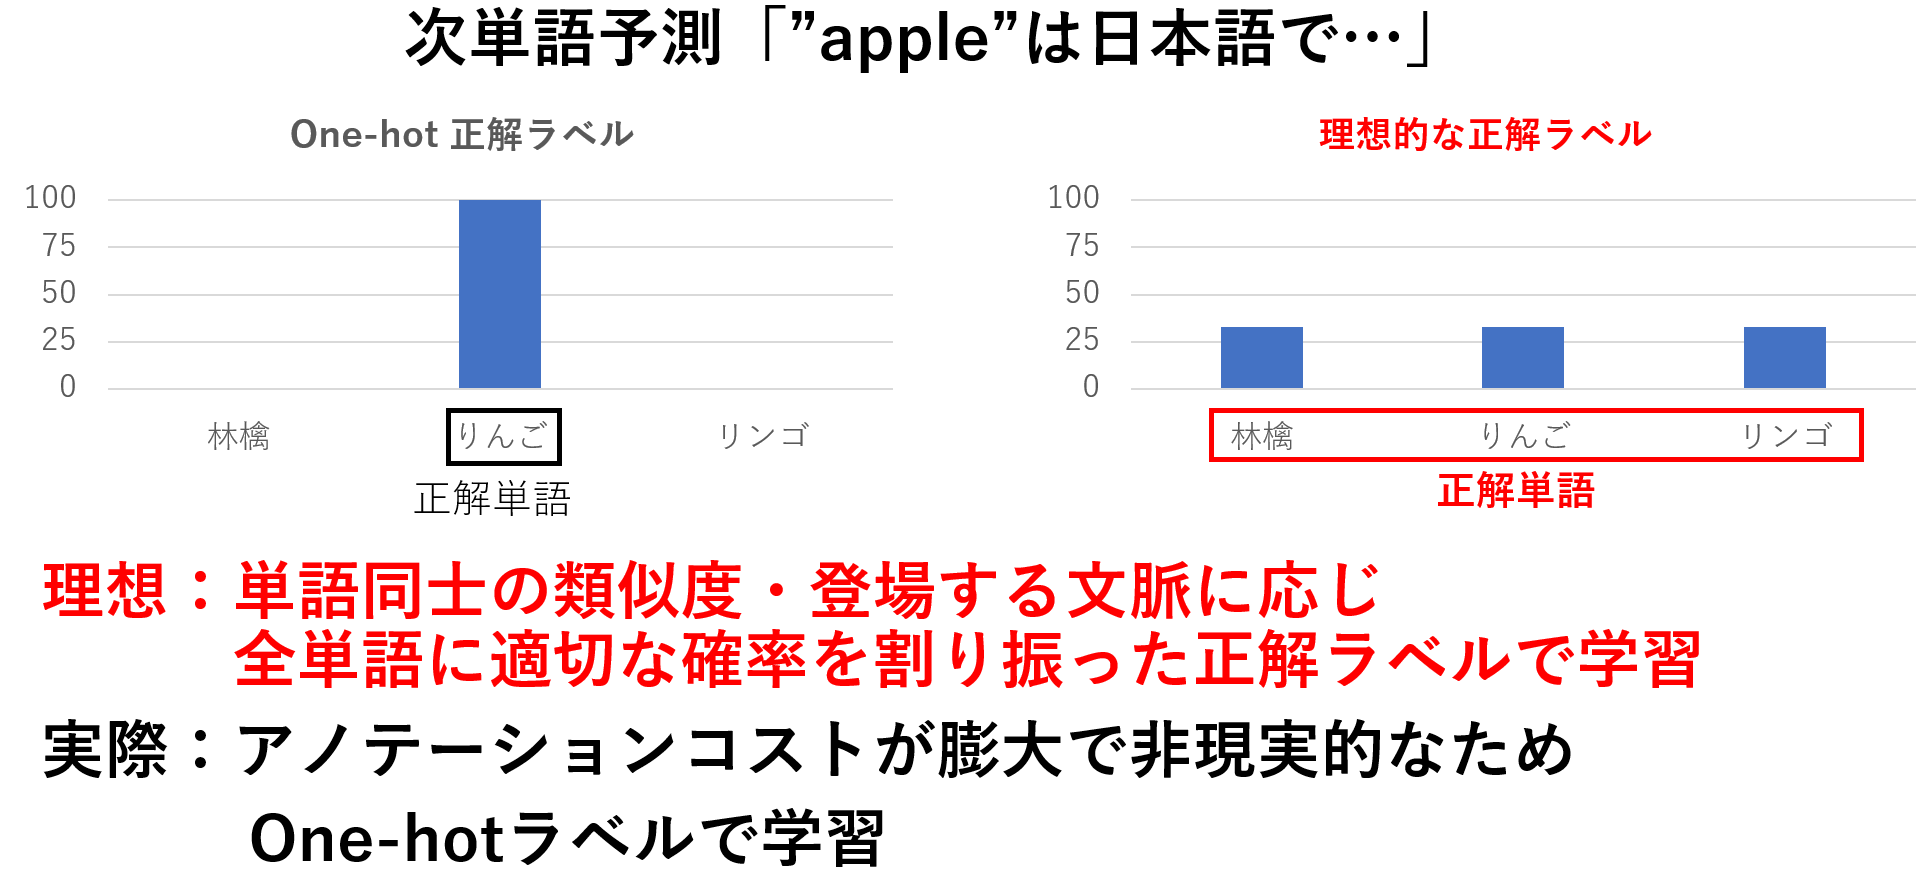 次単語予測「”apple”は日本語で…」
One-hot 正解ラベル
100
75
50
25
0
林檎 りんご リンゴ
正解単語
理想的な正解ラベル
100
75
50
25
0
林檎 りんご リンゴ
正解単語
理想：単語同士の類似度・登場する文脈に応じ
全単語に適切な確率を割り振った正解ラベルで学習
実際：アノテーションコストが膨大で非現実的なため
One-hotラベルで学習